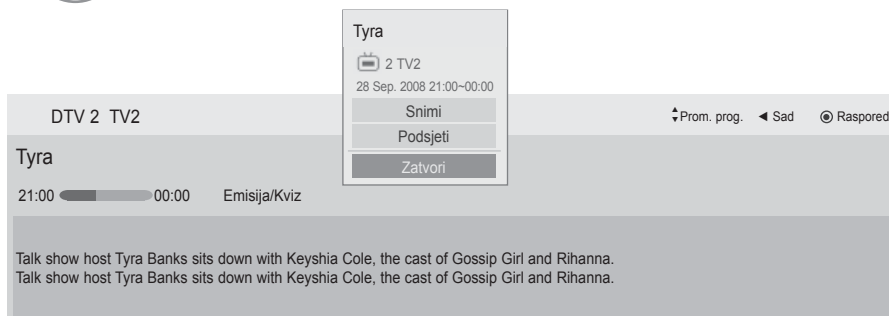 Tyra
2 TV2
28 Sep. 2008 21:00~00:00
Snimi
Podsjeti
Zatvori
DTV 2 TV2
Prom. prog. Sad Raspored
Tyra
21:00 00:00 Emisija/Kviz
Talk show host Tyra Banks sits down with Keyshia Cole, the cast of Gossip Girl and Rihanna.
Talk show host Tyra Banks sits down with Keyshia Cole, the cast of Gossip Girl and Rihanna.